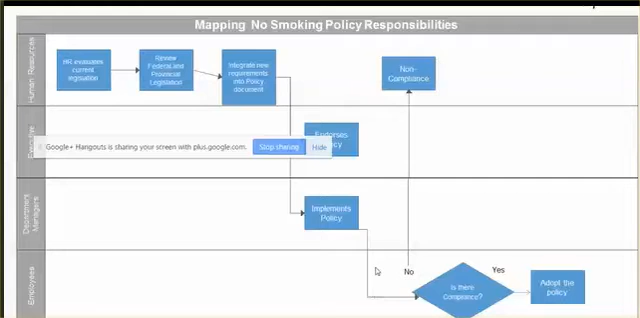 Mapping No Smoking Policy Responsibilities
Human Resources
HR evaluates
current
legislation
Review
Federal and
Provincial
Legislation
Integrate new
requirements
into Policy
document
Non-
Compliance
Endorses
Google+ Hangouts is sharing your screen with plus.google.com.
Stop sharing
Hide
Department
Managers
Implements
Policy
Employees
No
Yes
Is there
Compliance?
Adopt the
policy